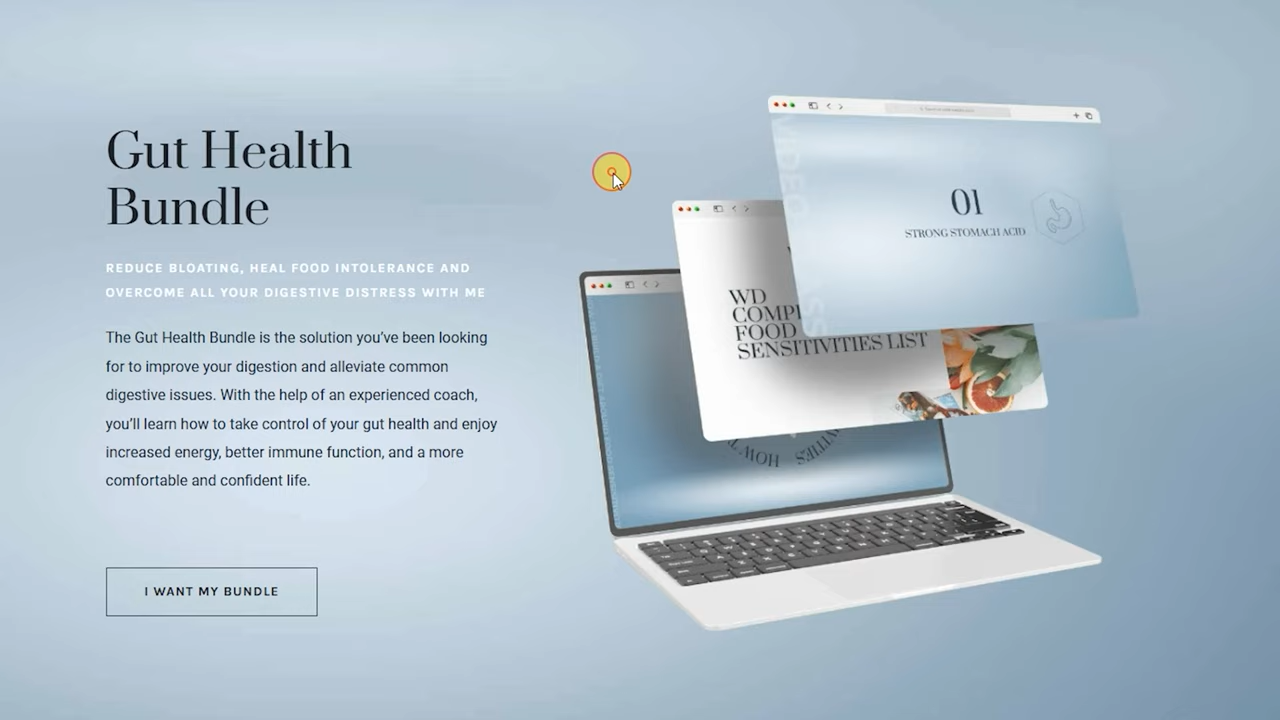 Gut Health
Bundle
REDUCE BLOATING, HEAL FOOD INTOLERANCE AND
OVERCOME ALL YOUR DIGESTIVE DISTRESS WITH ME
The Gut Health Bundle is the solution you've been looking
for to improve your digestion and alleviate common
digestive issues. With the help of an experienced coach,
you'll learn how to take control of your gut health and enjoy
increased energy, better immune function, and a more
comfortable and confident life.
I WANT MY BUNDLE
01
STRONG STOMACH ACID
VIDEO
WD
FOOD
SENSITIVITIES LIST
HOW T